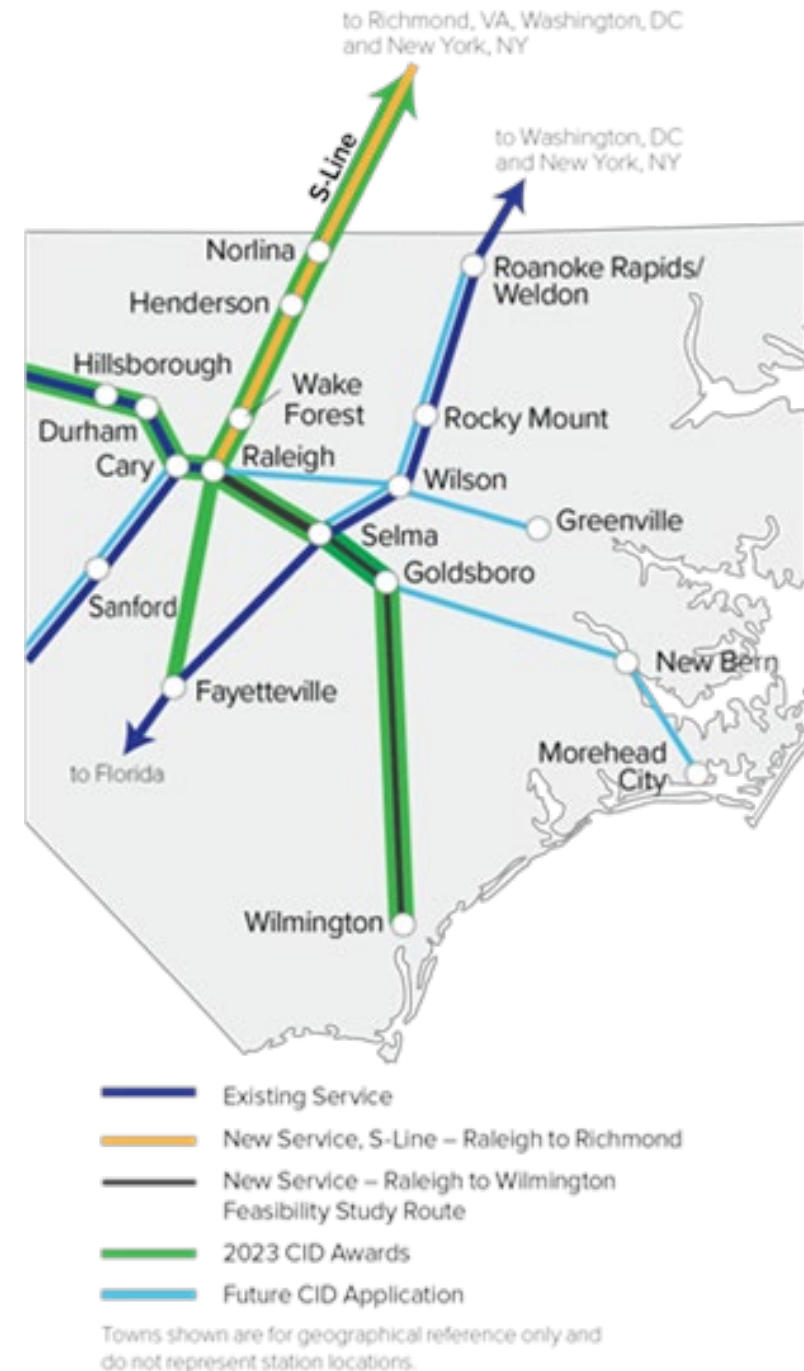 to Richmond, VA, Washington, DC
and New York, NY
to Washington, DC
and New York, NY
S-Line
Norlina
Roanoke Rapids/
Weldon
Henderson
Hillsborough
Wake
Forest
Rocky Mount
Durham
Cary
Raleigh
Wilson
Greenville
Selma
Goldsboro
Sanford
New Bern
Fayetteville
Morehead
City
to Florida
Wilmington
Existing Service
New Service, S-Line – Raleigh to Richmond
New Service – Raleigh to Wilmington
Feasibility Study Route
2023 CID Awards
Future CID Application
Towns shown are for geographical reference only and
do not represent station locations.